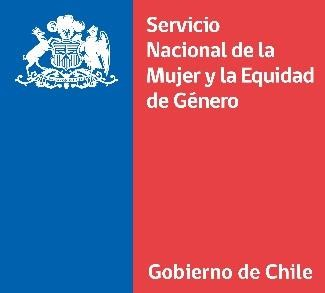 Servicio
Nacional de la
Mujer y la Equidad
de Género
Gobierno de Chile